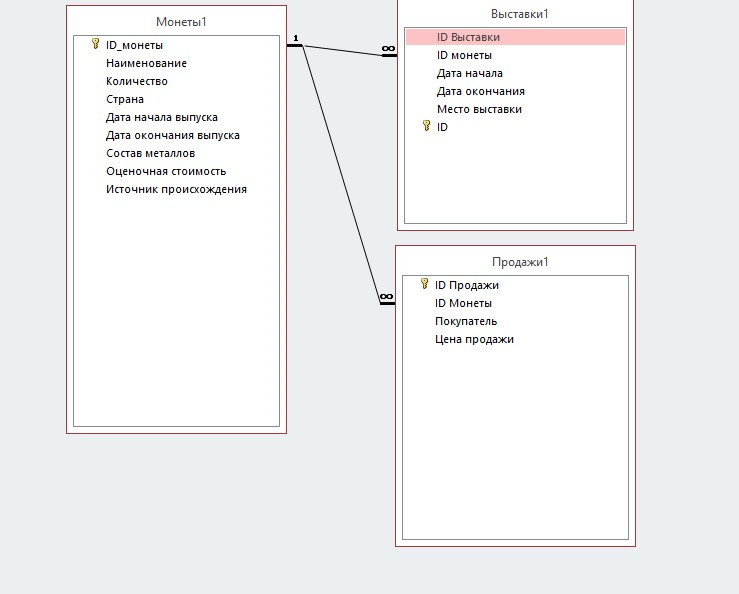 Монеты1
ID_монеты
Наименование
Количество
Страна
Дата начала выпуска
Дата окончания выпуска
Состав металлов
Оценочная стоимость
Источник происхождения
1
∞
Выставки1
ID Выставки
ID монеты
Дата начала
Дата окончания
Место выставки
ID
∞
Продажи1
ID Продажи
ID Монеты
Покупатель
Цена продажи